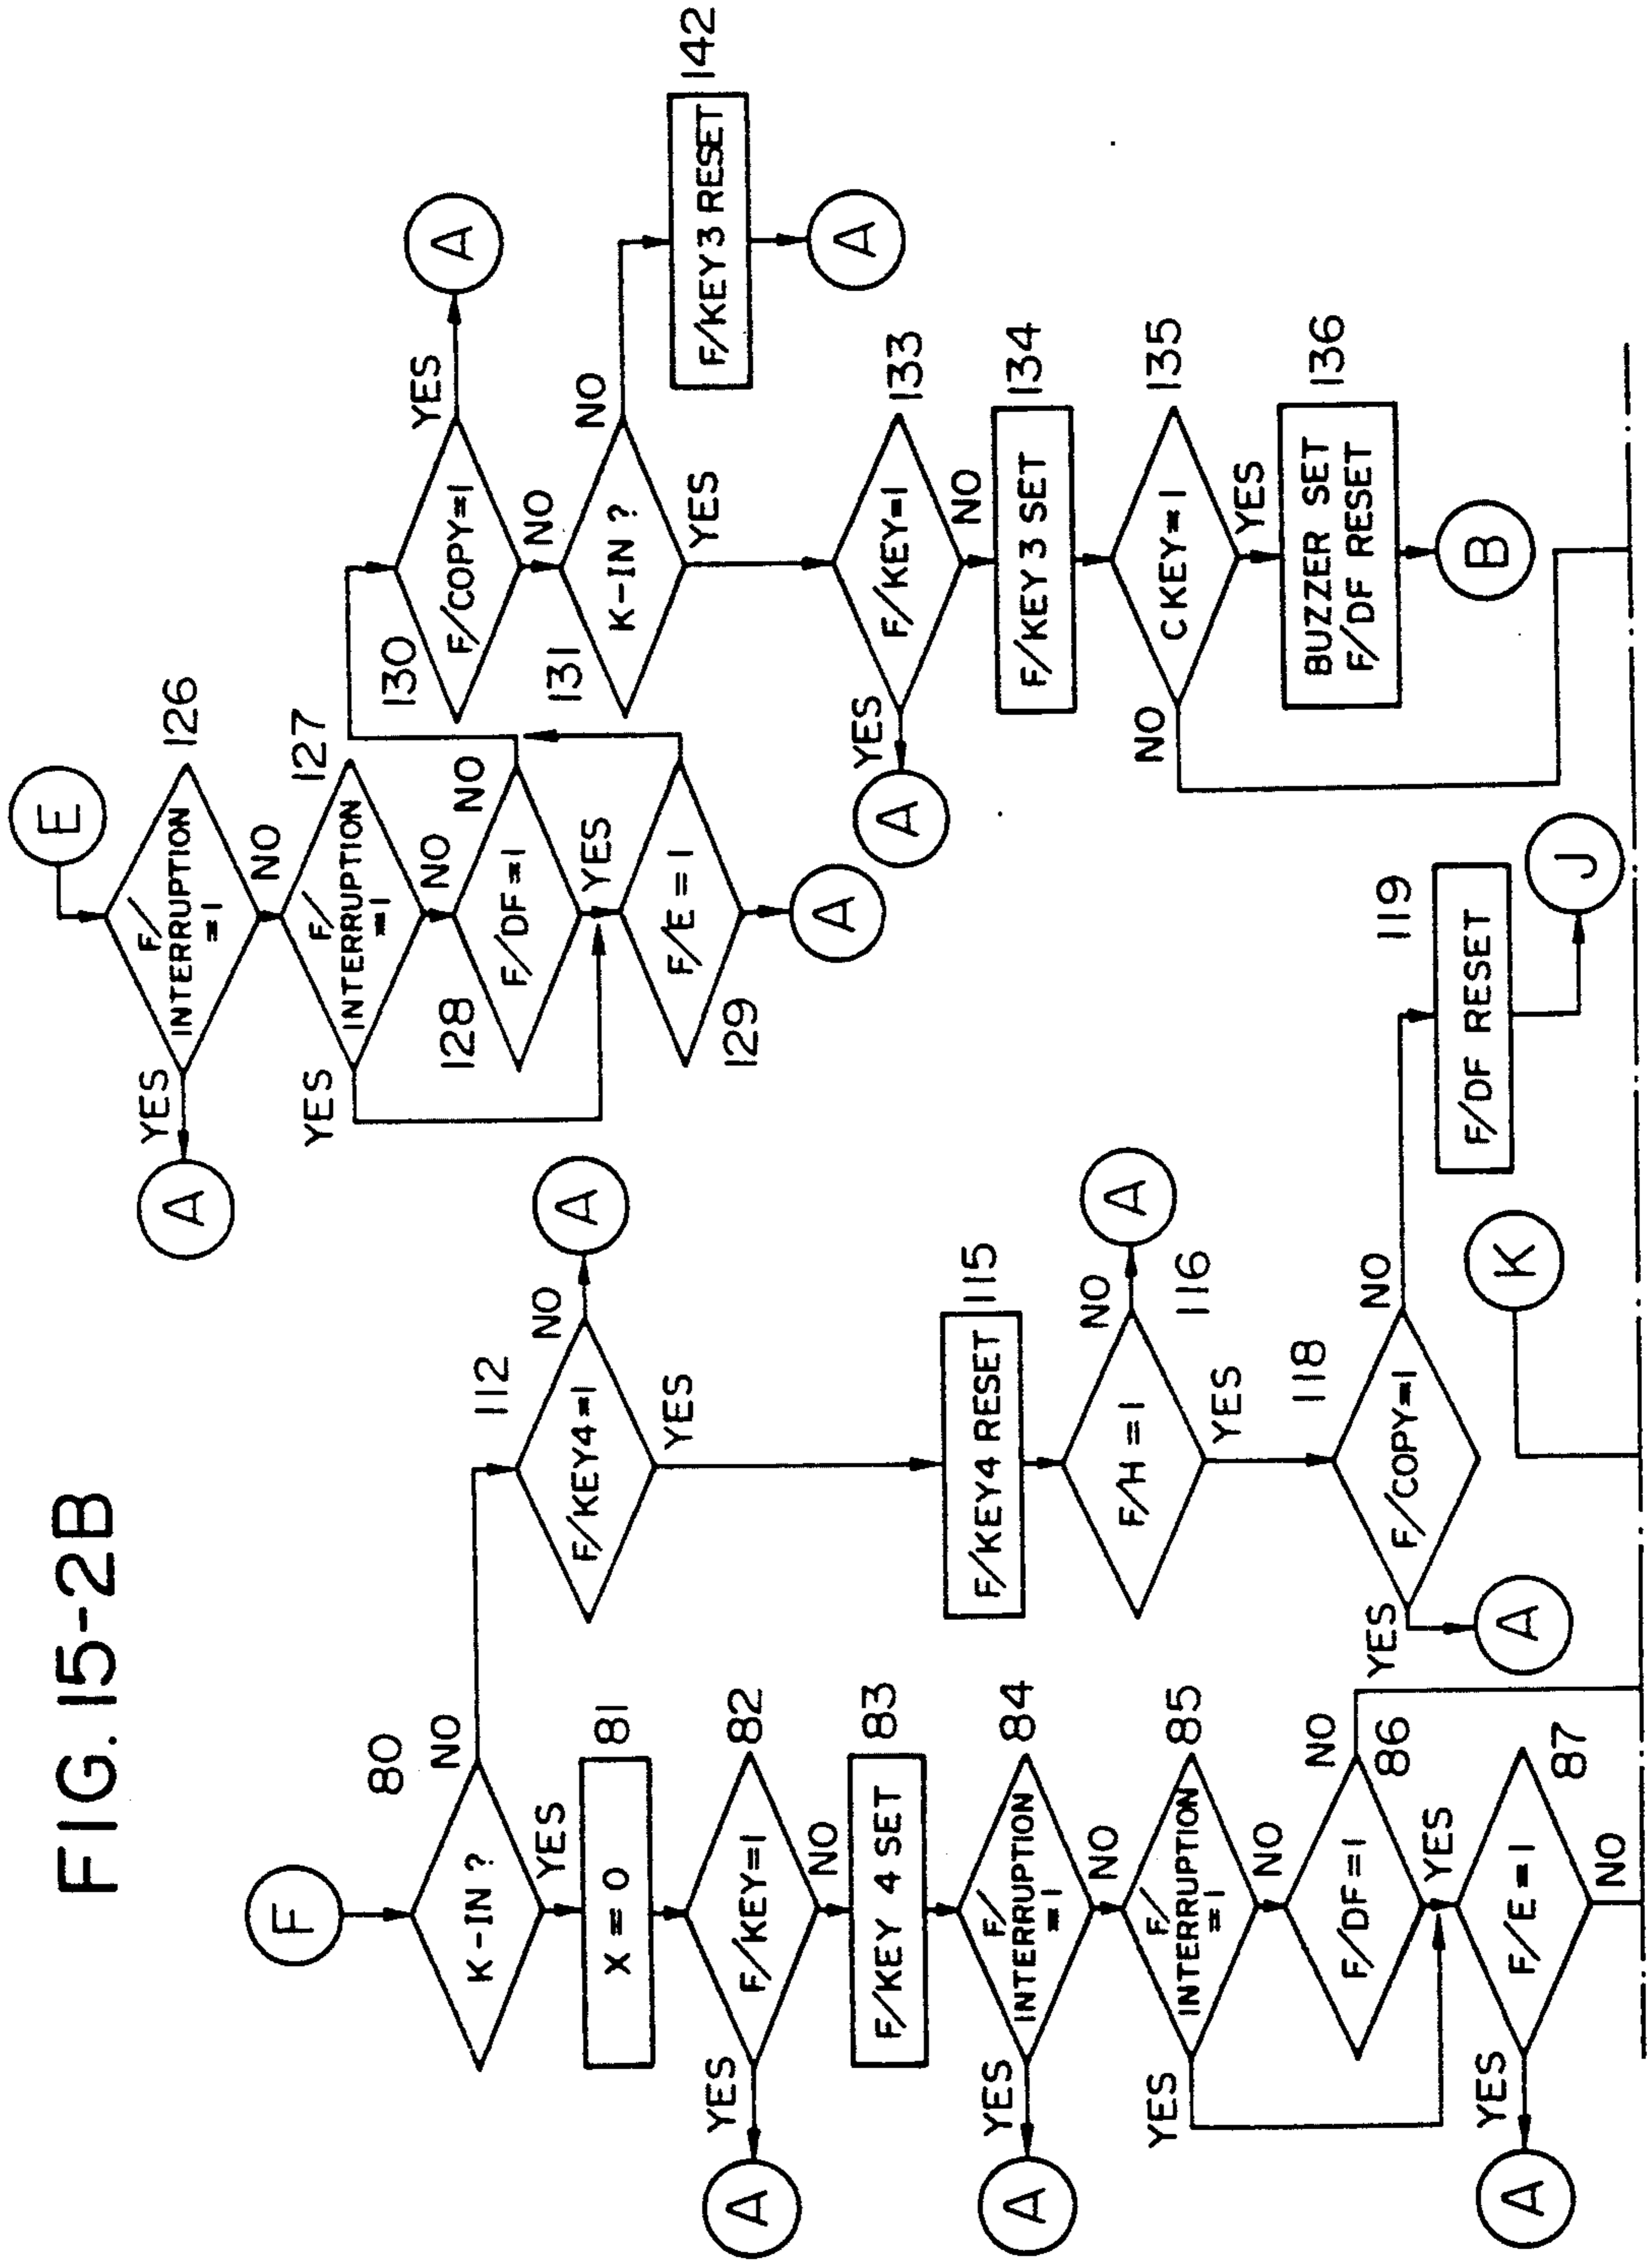 FIG. 15-2B
F
K-IN ?
80
NO
YES
X = 0
81
F/KEY=1
82
YES
A
NO
F/KEY 4 SET
83
F/
INTERRUPTION
=1
84
YES
A
NO
F/
INTERRUPTION
=1
85
YES
NO
F/DF=1
86
NO
YES
F/E=1
87
YES
A
NO
112
F/KEY4=1
NO
A
YES
F/KEY4 RESET
115
F/H=1
116
NO
A
YES
118
F/COPY=1
YES
A
NO
119
F/DF RESET
J
K
E
F/
INTERRUPTION
=1
126
YES
A
NO
F/
INTERRUPTION
=1
127
YES
NO
128
F/DF=1
NO
YES
F/E=1
129
A
130
F/COPY=1
YES
A
NO
131
K-IN ?
NO
F/KEY3 RESET
142
A
YES
F/KEY=1
133
YES
A
NO
F/KEY3 SET
134
CKEY=1
135
NO
YES
BUZZER SET
F/DF RESET
136
B